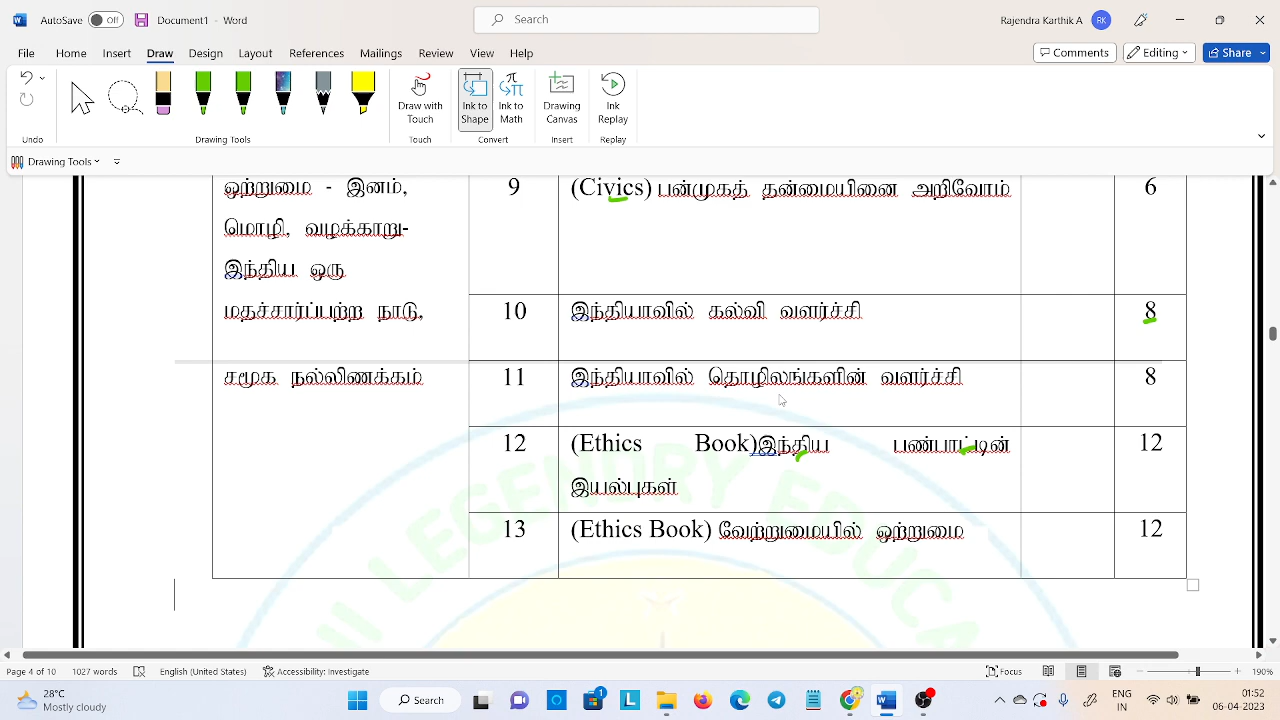 AutoSave Off Document1 - Word Search Rajendra Karthik A RK
File Home Insert Draw Design Layout References Mailings Review View Help Comments Editing Share
Draw with Touch Ink to Shape Ink to Math Drawing Canvas Ink Replay
Undo Drawing Tools Touch Convert Insert Replay
Drawing Tools
ஒற்றுமை - இனம், 9 (Civics) பன்முகத் தன்மையினை அறிவோம் 6
மொழி, வழக்காறு-
இந்திய ஒரு
மதச்சார்ப்பற்ற நாடு, 10 இந்தியாவில் கல்வி வளர்ச்சி 8
சமூக நல்லிணக்கம் 11 இந்தியாவில் தொழிலங்களின் வளர்ச்சி 8
12 (Ethics Book)இந்திய பண்பாட்டின் 12
இயல்புகள்
13 (Ethics Book) வேற்றுமையில் ஒற்றுமை 12
Page 4 of 10 1027 words English (United States) Accessibility: Investigate Focus 190%
28°C
Mostly cloudy
Search
ENG
IN
01:52
06-04-2023